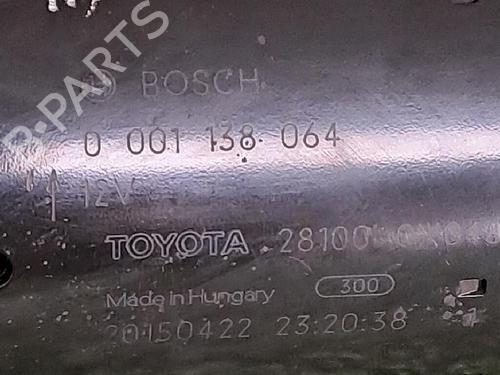 BOSCH
0 001 138 064
12V
TOYOTA 28100
Made in Hungary 300
20150422 23:20:38